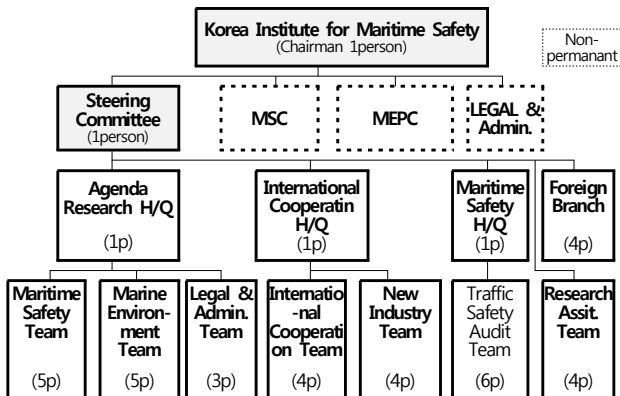 Korea Institute for Maritime Safety
(Chairman 1person)
Non-
permanant
Steering
Committee
(1person)
MSC
MEPC
LEGAL &
Admin.
Agenda
Research H/Q
(1p)
International
Cooperatin
H/Q
(1p)
Maritime
Safety
H/Q
(1p)
Foreign
Branch
(4p)
Maritime
Safety
Team
(5p)
Marine
Environ-
ment
Team
(5p)
Legal &
Admin.
Team
(3p)
Internatio
-nal
Cooperati
on Team
(4p)
New
Industry
Team
(4p)
Traffic
Safety
Audit
Team
(6p)
Research
Assit.
Team
(4p)